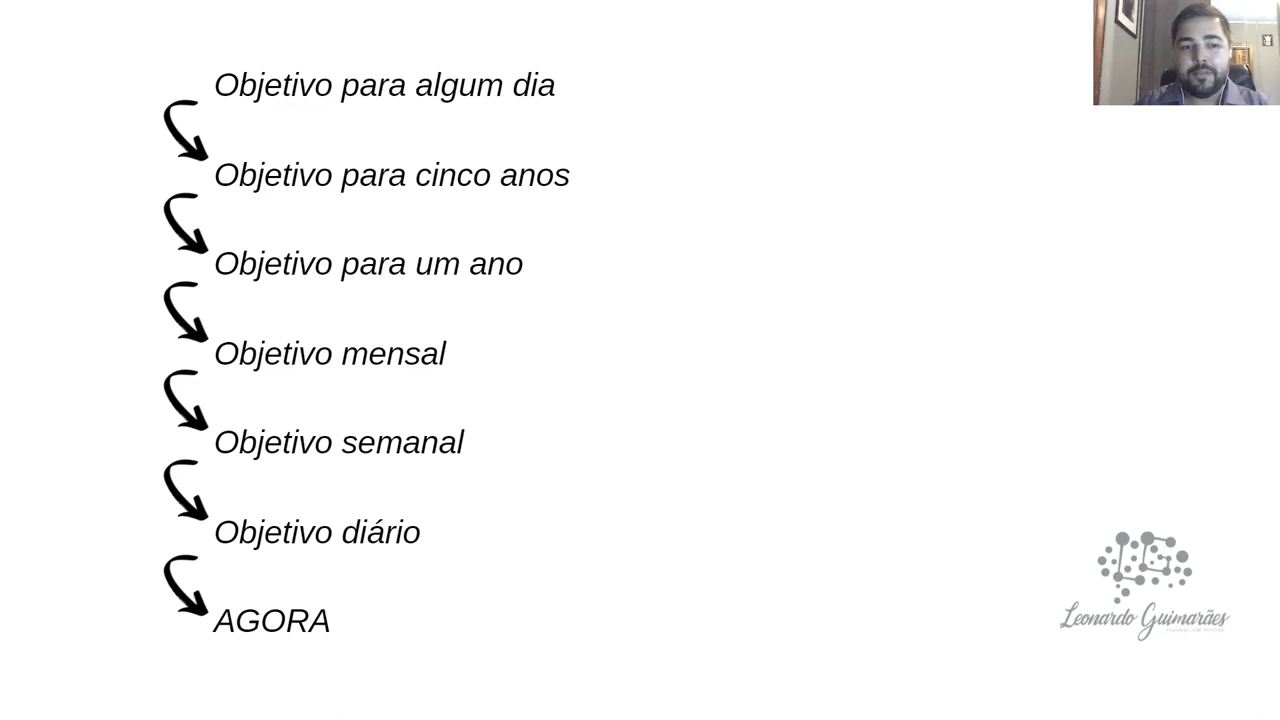 Objetivo para algum dia
Objetivo para cinco anos
Objetivo para um ano
Objetivo mensal
Objetivo semanal
Objetivo diário
AGORA
Leonardo Guimarães